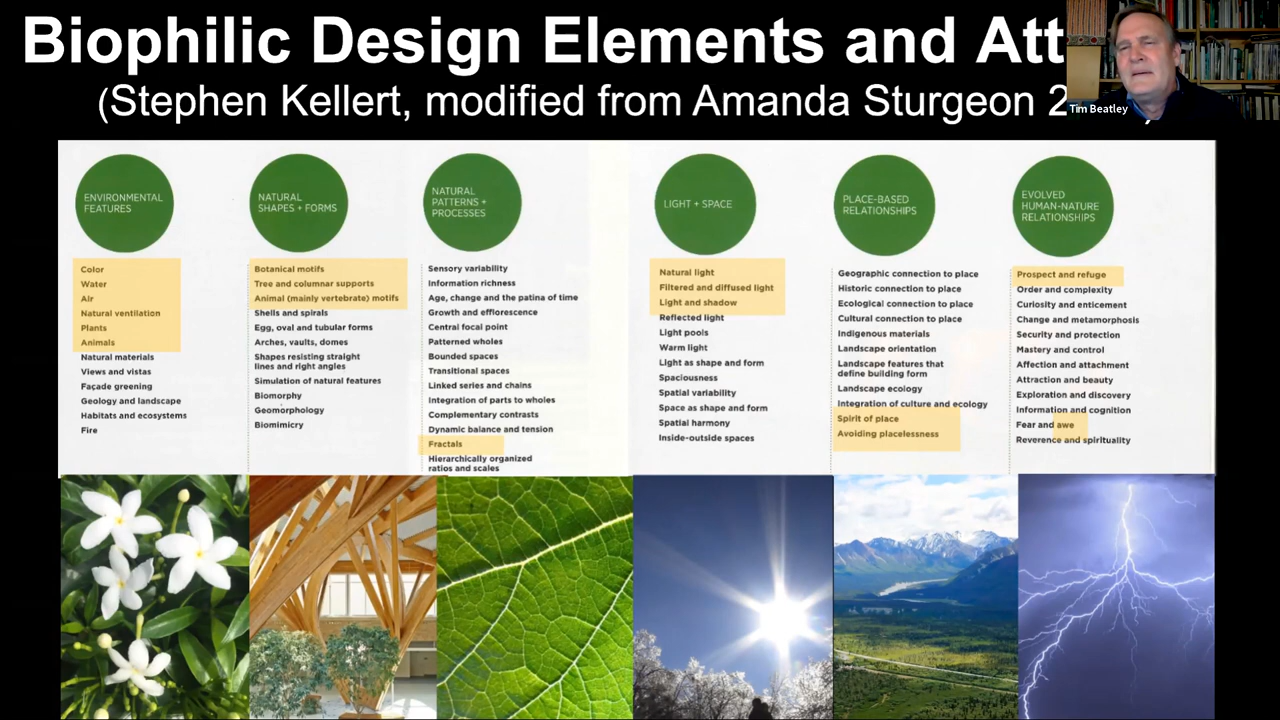 Biophilic Design Elements and Att
(Stephen Kellert, modified from Amanda Sturgeon 2
Tim Beatley
ENVIRONMENTAL
FEATURES
Color
Water
Air
Natural ventilation
Plants
Animals
Natural materials
Views and vistas
Façade greening
Geology and landscape
Habitats and ecosystems
Fire
NATURAL
SHAPES + FORMS
Botanical motifs
Tree and columnar supports
Animal (mainly vertebrate) motifs
Shells and spirals
Egg, oval and tubular forms
Arches, vaults, domes
Shapes resisting straight
lines and right angles
Simulation of natural features
Biomorphy
Geomorphology
Biomimicry
NATURAL
PATTERNS +
PROCESSES
Sensory variability
Information richness
Age, change and the patina of time
Growth and efflorescence
Central focal point
Patterned wholes
Bounded spaces
Transitional spaces
Linked series and chains
Integration of parts to wholes
Complementary contrasts
Dynamic balance and tension
Fractals
Hierarchically organized
ratios and scales
LIGHT + SPACE
Natural light
Filtered and diffused light
Light and shadow
Reflected light
Light pools
Warm light
Light as shape and form
Spaciousness
Spatial variability
Space as shape and form
Spatial harmony
Inside-outside spaces
PLACE-BASED
RELATIONSHIPS
Geographic connection to place
Historic connection to place
Ecological connection to place
Cultural connection to place
Indigenous materials
Landscape orientation
Landscape features that
define building form
Landscape ecology
Integration of culture and ecology
Spirit of place
Avoiding placelessness
EVOLVED
HUMAN-NATURE
RELATIONSHIPS
Prospect and refuge
Order and complexity
Curiosity and enticement
Change and metamorphosis
Security and protection
Mastery and control
Affection and attachment
Attraction and beauty
Exploration and discovery
Information and cognition
Fear and awe
Reverence and spirituality